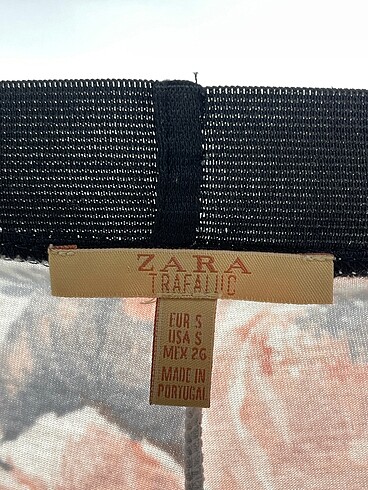 ZARA
TRAFALUC
EUR S
USA S
MEX 26
MADE IN
PORTUGAL